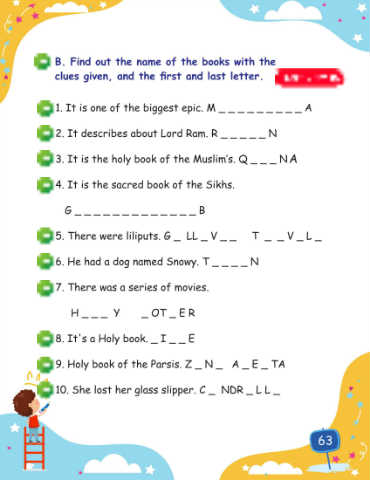 B. Find out the name of the books with the
clues given, and the first and last letter.
1. It is one of the biggest epic. M _ _ _ _ _ _ _ _ _ A
2. It describes about Lord Ram. R _ _ _ _ _ N
3. It is the holy book of the Muslim's. Q _ _ _ N A
4. It is the sacred book of the Sikhs.
G _ _ _ _ _ _ _ _ _ _ _ _ _ B
5. There were liliputs. G _ LL _ V _ _ T _ _ V _ L _
6. He had a dog named Snowy. T _ _ _ _ N
7. There was a series of movies.
H _ _ _ Y _ OT _ E R
8. It's a Holy book. _ I _ _ E
9. Holy book of the Parsis. Z _ N _ A _ E _ TA
10. She lost her glass slipper. C _ NDR _ L L _
63